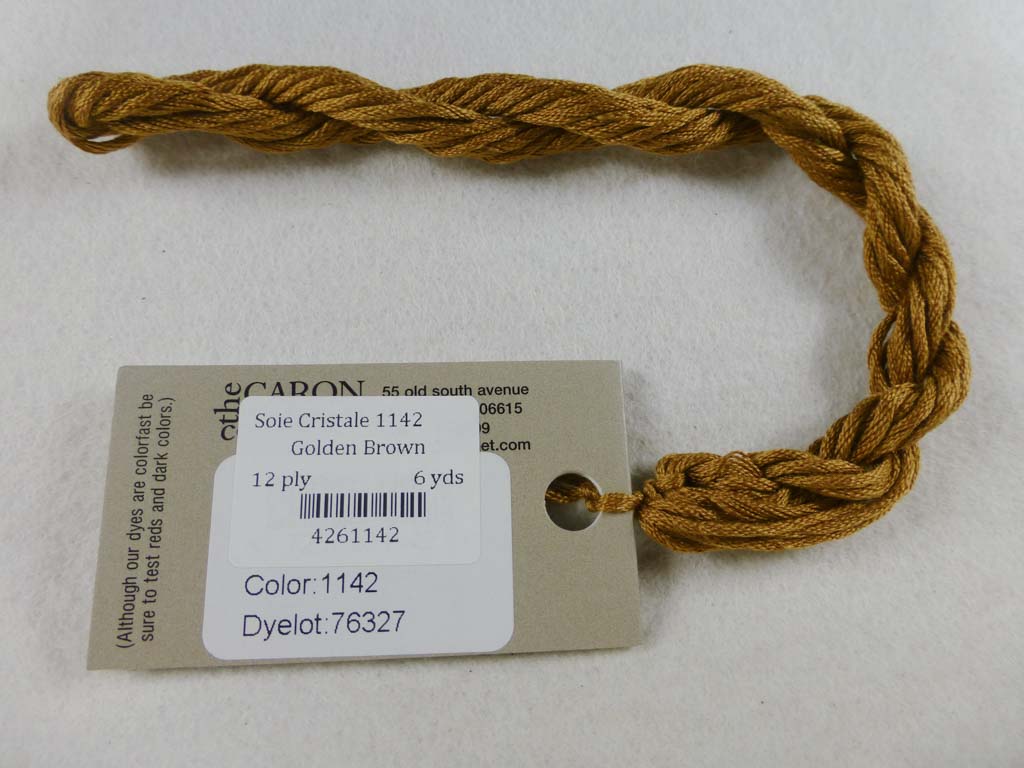 the CARON
55 old south avenue
06615
09
et.com
Soie Cristale 1142
Golden Brown
12 ply 6 yds
4261142
Color:1142
Dyelot:76327
(Although our dyes are colorfast be
sure to test reds and dark colors.)